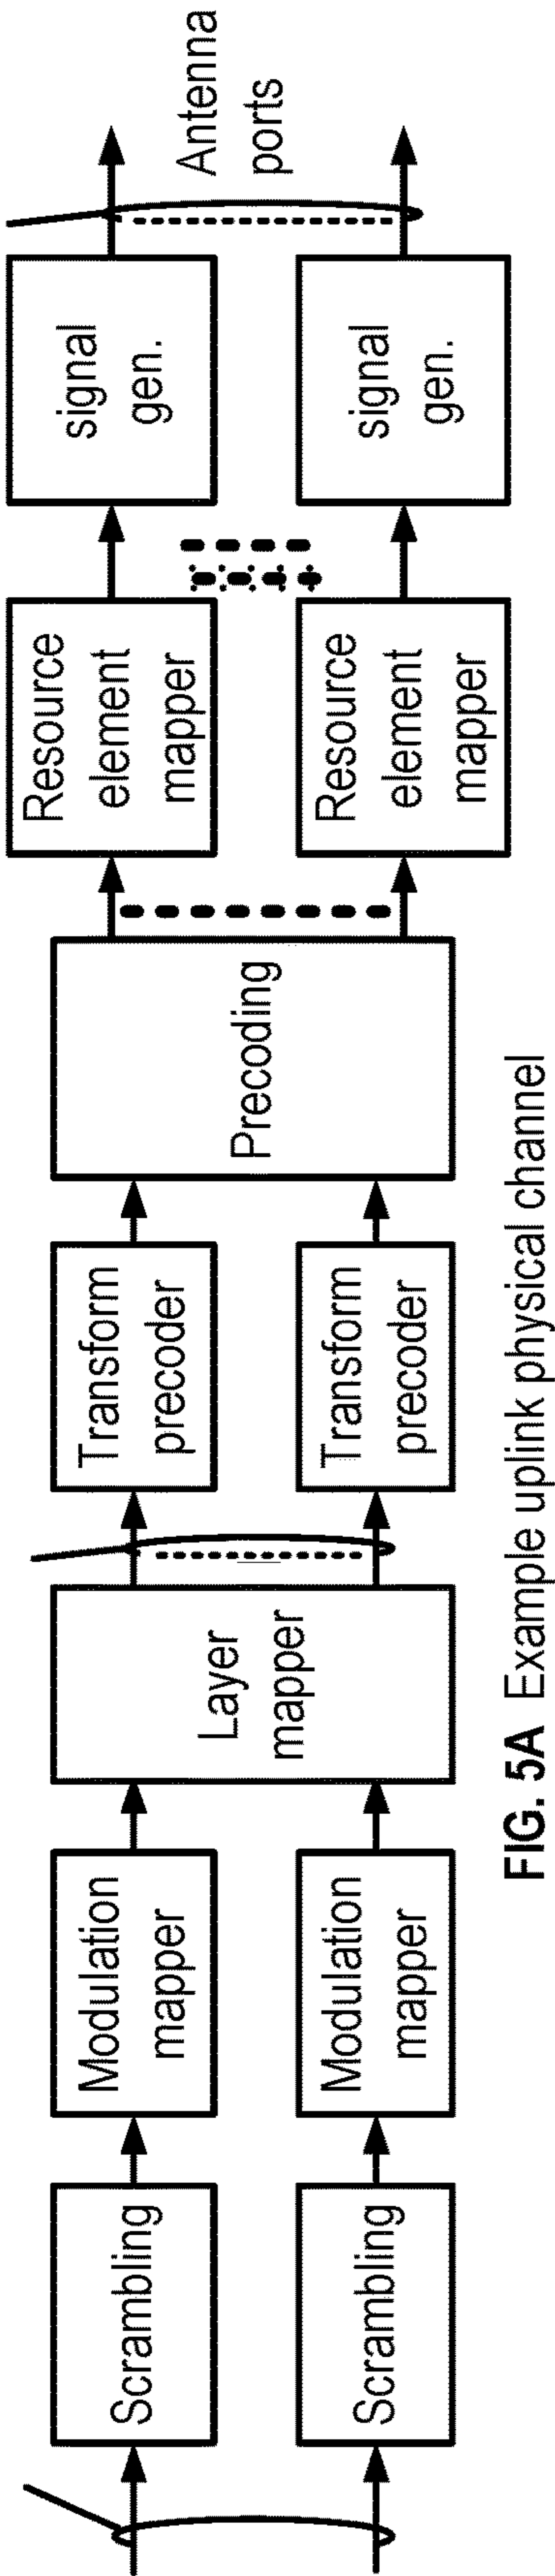 Scrambling
Scrambling
Modulation
mapper
Modulation
mapper
Layer
mapper
Transform
precoder
Transform
precoder
Precoding
Resource
element
mapper
Resource
element
mapper
signal
gen.
signal
gen.
Antenna
ports
FIG. 5A Example uplink physical channel